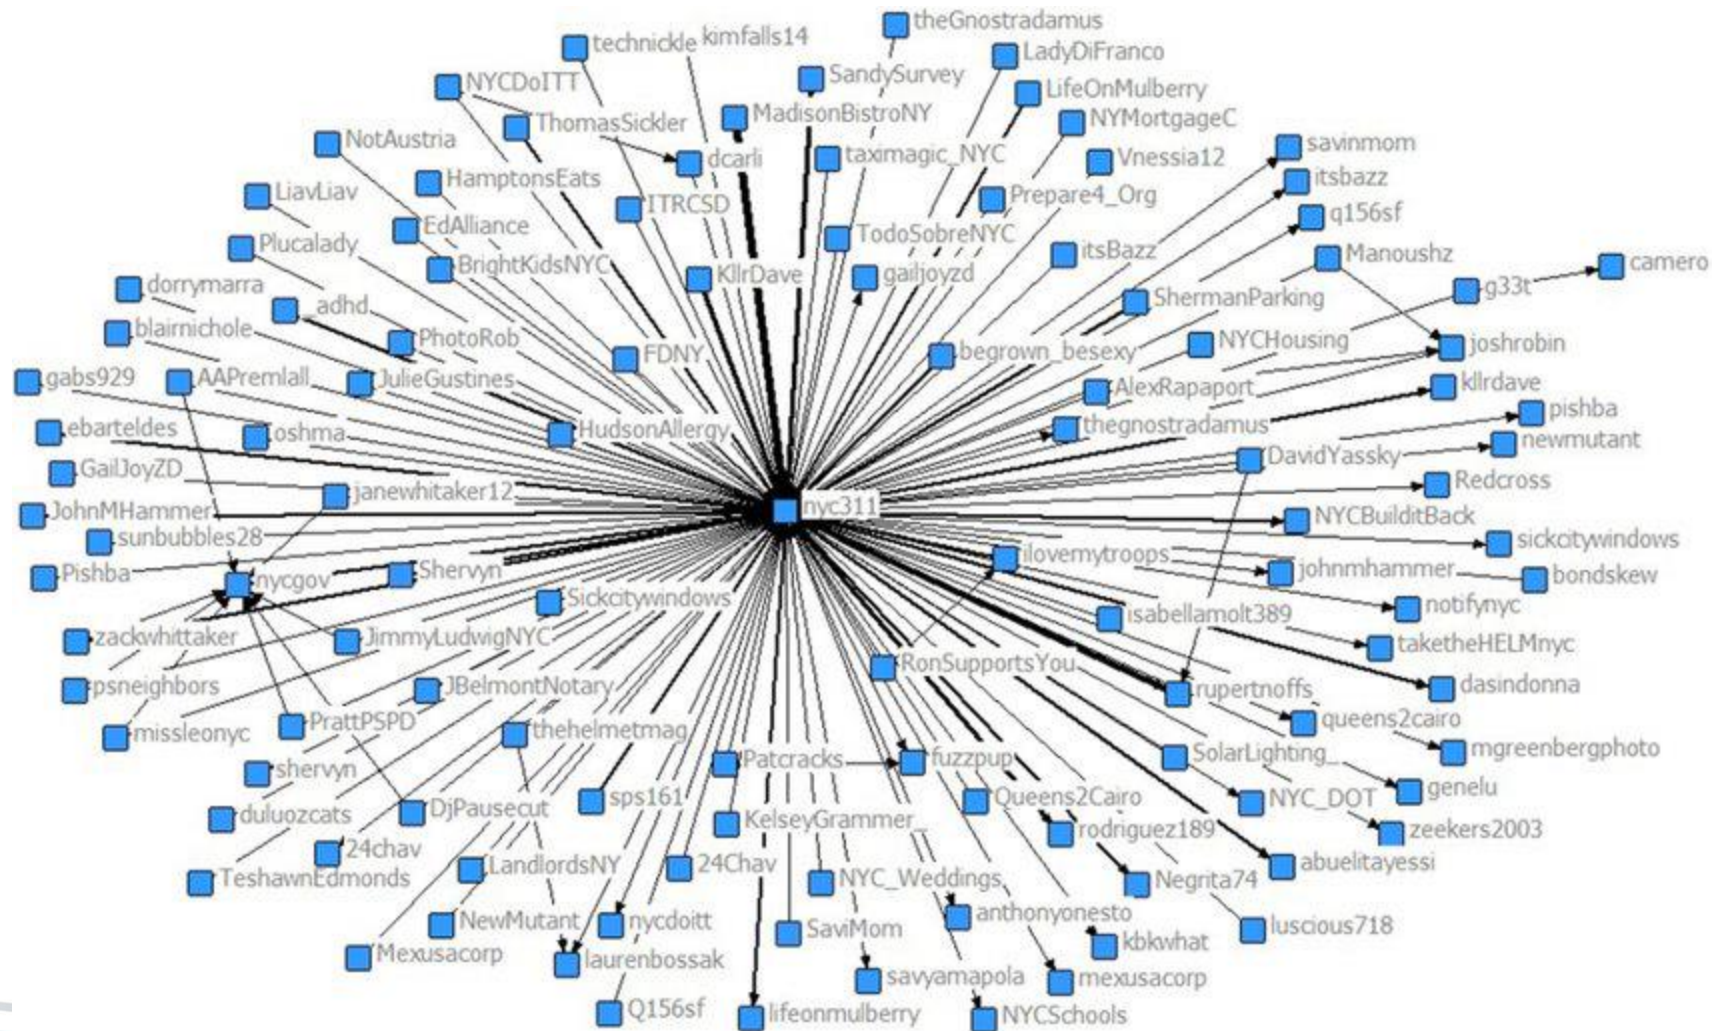 theGnostradamus
technickle
kimfalls14
LadyDiFranco
NYCDoITT
SandySurvey
LifeOnMulberry
ThomasSickler
MadisonBistroNY
NYMortgageC
NotAustria
dcarli
taximagic_NYC
Vnessia12
savinmom
LiavLiav
HamptonsEats
ITRCSD
Prepare4_Org
itsbazz
EdAlliance
TodoSobreNYC
q156sf
Plucalady
BrightKidsNYC
KllrDave
gailjoyzd
itsBazz
Manoushz
camero
dorrymarra
_adhd
ShermanParking
g33t
blairnichole
PhotoRob
FDNY
begrown_besexy
NYCHousing
joshrobin
gabs929
AAPremlall
JulieGustines
AlexRapaport
kllrdave
ebarteldes
oshma
HudsonAllergy
thegnostradamus
pishba
newmutant
GailJoyZD
DavidYassky
Redcross
janewhitaker12
JohnMHammer
nyc311
NYCBuilditBack
sunbubbles28
sickcitywindows
Pishba
nycgov
Shervyn
ilovemytroops
johnmhammer
bondskew
Sickcitywindows
notifynyc
zackwhittaker
JimmyLudwigNYC
isabellamolt389
taketheHELMnyc
psneighbors
JBelmontNotary
RonSupportsYou
rupertnoffs
dasindonna
missleonyc
PrattPSPD
thehelmetmag
queens2cairo
mgreenbergphoto
shervyn
Patcracks
fuzzpup
SolarLighting_
genelu
duluozcats
DjPausecut
sps161
KelseyGrammer_
Queens2Cairo
NYC_DOT
rodriguez189
zeekers2003
24chav
TeshawnEdmonds
LandlordsNY
24Chav
NYC_Weddings
Negrita74
abuelitayessi
NewMutant
nycdoitt
SaviMom
anthonyonesto
kbkwhat
luscious718
Mexusacorp
laurenbossak
savyamapola
mexusacorp
Q156sf
lifeonmulberry
NYCSchools